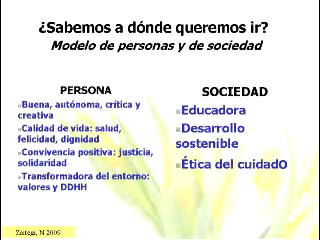 ¿Sabemos a dónde queremos ir?
Modelo de personas y de sociedad
PERSONA
Buena, autónoma, crítica y
creativa
Calidad de vida: salud,
felicidad, dignidad
Convivencia positiva: justicia,
solidaridad
Transformadora del entorno:
valores y DDHH
SOCIEDAD
Educadora
Desarrollo
sostenible
Ética del cuidado
Zaitegi, N 2009